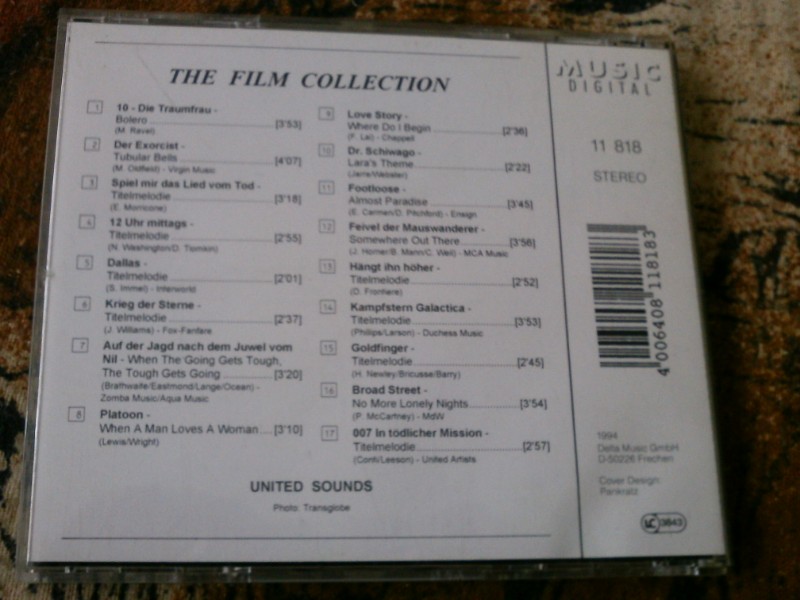 THE FILM COLLECTION
1 10 - Die Traumfrau -
Bolero [3'53]
(M. Ravel)
2 Der Exorcist -
Tubular Bells [4'07]
(M. Oldfield) - Virgin Music
3 Spiel mir das Lied vom Tod -
Titelmelodie [3'18]
(E. Morricone)
4 12 Uhr mittags -
Titelmelodie [2'55]
(N. Washington/D. Tiomkin)
5 Dallas -
Titelmelodie [2'01]
(S. Immel) - Interworld
6 Krieg der Sterne -
Titelmelodie [2'37]
(J. Williams) - Fox-Fanfare
7 Auf der Jagd nach dem Juwel vom
Nil - When The Going Gets Tough,
The Tough Gets Going [3'20]
(Brathwaite/Eastmond/Lange/Ocean) -
Zomba Music/Aqua Music
8 Platoon -
When A Man Loves A Woman [3'10]
(Lewis/Wright)
9 Love Story -
Where Do I Begin [2'36]
(F. Lai) - Chappell
10 Dr. Schiwago -
Lara's Theme [2'22]
(Jarre/Webster)
11 Footloose -
Almost Paradise [3'45]
(E. Carmen/D. Pitchford) - Ensign
12 Feivel der Mauswanderer -
Somewhere Out There [3'56]
(J. Horner/B. Mann/C. Weil) - MCA Music
13 Hängt ihn höher -
Titelmelodie [2'52]
(D. Frontiere)
14 Kampfstern Galactica -
Titelmelodie [3'53]
(Phillips/Larson) - Duchess Music
15 Goldfinger -
Titelmelodie [2'45]
(H. Newley/Bricusse/Barry)
16 Broad Street -
No More Lonely Nights [3'54]
(P. McCartney) - MdW
17 007 In tödlicher Mission -
Titelmelodie [2'57]
(Conti/Leeson) - United Artists
UNITED SOUNDS
Photo: Transglobe
MUSIC
DIGITAL
11 818
STEREO
4 006408 118183
1994
Delta Music GmbH
D-50226 Frechen
Cover Design:
Pankratz
LC 3843